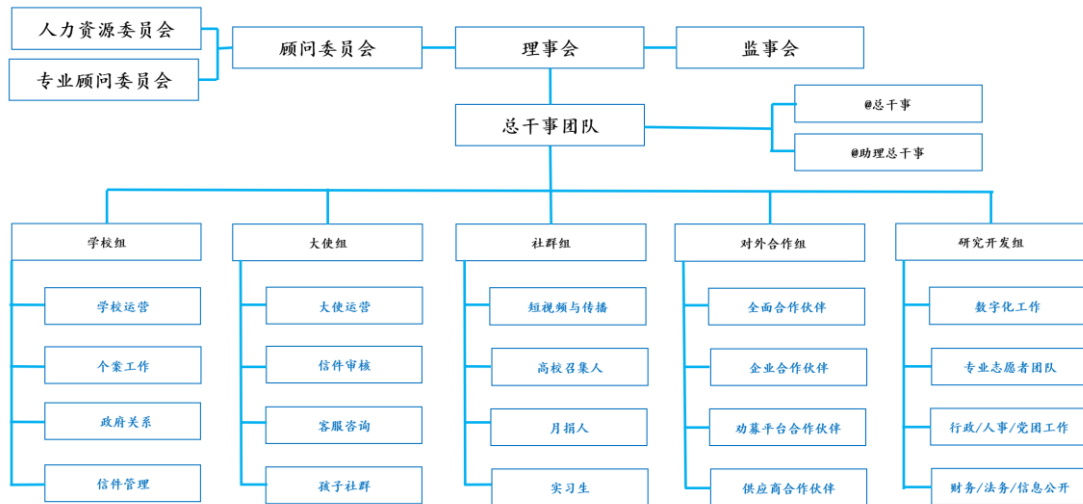 人力资源委员会
专业顾问委员会
顾问委员会
理事会
监事会
总干事团队
@总干事
@助理总干事
学校组
学校运营
个案工作
政府关系
信件管理
大使组
大使运营
信件审核
客服咨询
孩子社群
社群组
短视频与传播
高校召集人
月捐人
实习生
对外合作组
全面合作伙伴
企业合作伙伴
劝募平台合作伙伴
供应商合作伙伴
研究开发组
数字化工作
专业志愿者团队
行政/人事/党团工作
财务/法务/信息公开